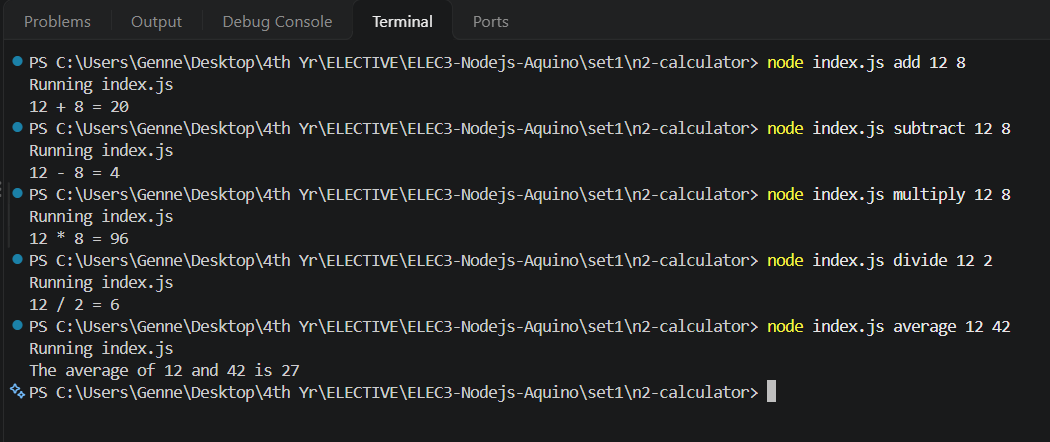 Problems Output Debug Console Terminal Ports
PS C:\Users\Genne\Desktop\4th Yr\ELECTIVE\ELEC3-Nodejs-Aquino\set1\n2-calculator> node index.js add 12 8
Running index.js
12 + 8 = 20
PS C:\Users\Genne\Desktop\4th Yr\ELECTIVE\ELEC3-Nodejs-Aquino\set1\n2-calculator> node index.js subtract 12 8
Running index.js
12 - 8 = 4
PS C:\Users\Genne\Desktop\4th Yr\ELECTIVE\ELEC3-Nodejs-Aquino\set1\n2-calculator> node index.js multiply 12 8
Running index.js
12 * 8 = 96
PS C:\Users\Genne\Desktop\4th Yr\ELECTIVE\ELEC3-Nodejs-Aquino\set1\n2-calculator> node index.js divide 12 2
Running index.js
12 / 2 = 6
PS C:\Users\Genne\Desktop\4th Yr\ELECTIVE\ELEC3-Nodejs-Aquino\set1\n2-calculator> node index.js average 12 42
Running index.js
The average of 12 and 42 is 27
PS C:\Users\Genne\Desktop\4th Yr\ELECTIVE\ELEC3-Nodejs-Aquino\set1\n2-calculator>